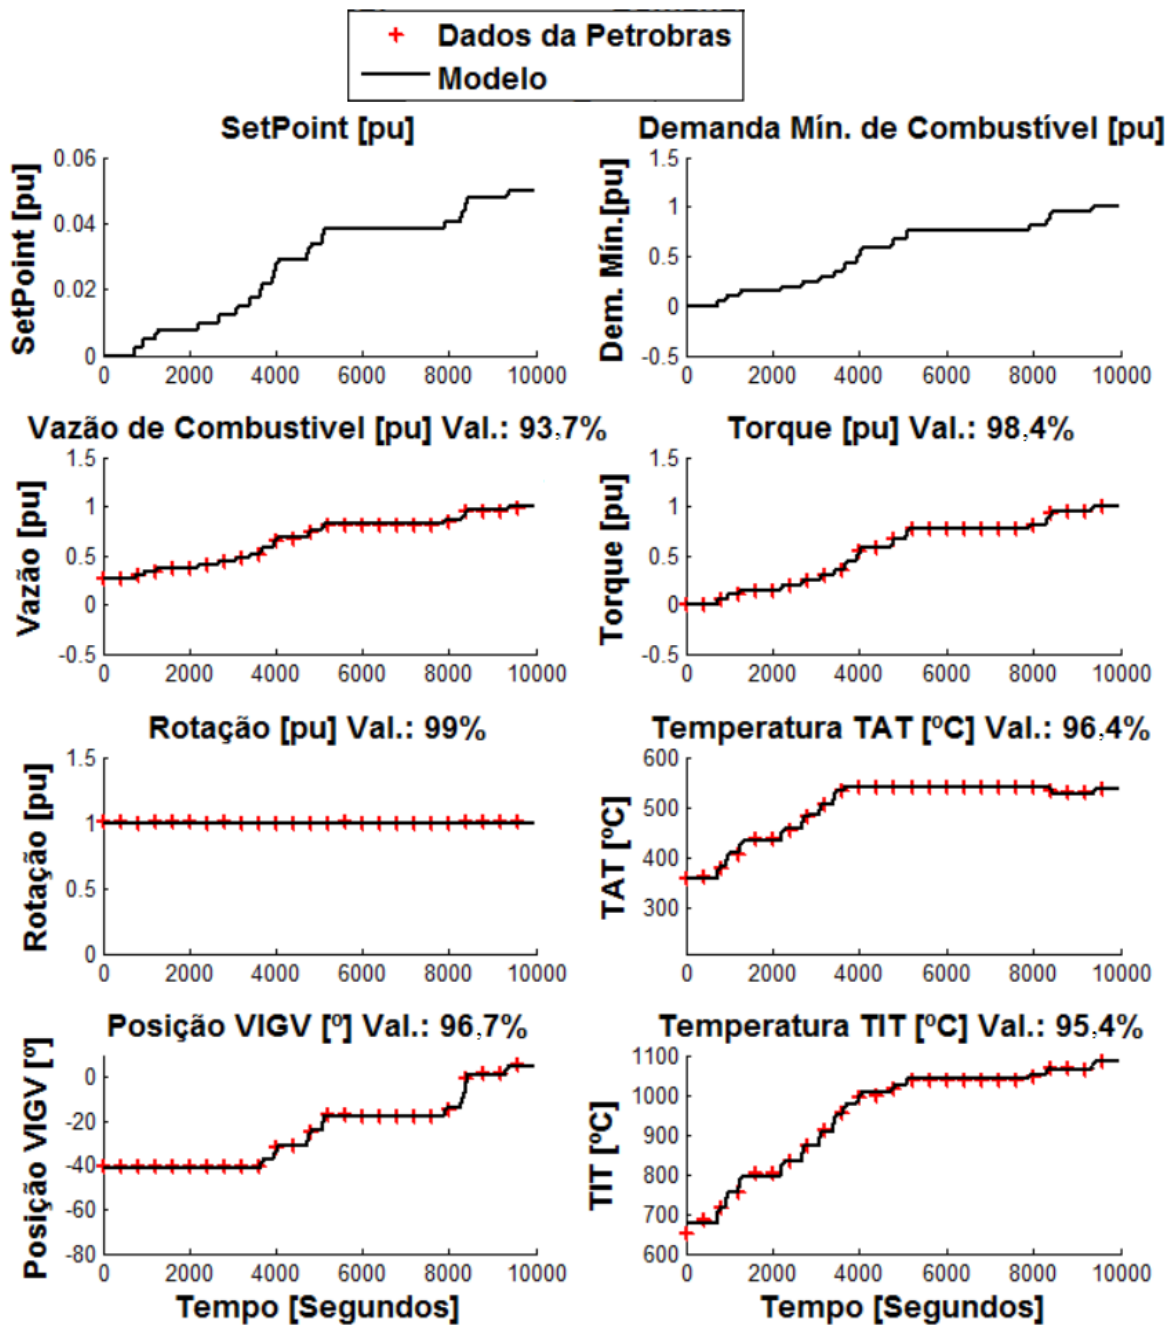 Dados da Petrobras
Modelo
SetPoint [pu]
SetPoint [pu]
0.06
0.04
0.02
0
0 2000 4000 6000 8000 10000
Demanda Mín. de Combustível [pu]
Dem. Mín.[pu]
1.5
1
0.5
0
-0.5
0 2000 4000 6000 8000 10000
Vazão de Combustivel [pu] Val.: 93,7%
Vazão [pu]
1.5
1
0.5
0
-0.5
0 2000 4000 6000 8000 10000
Torque [pu] Val.: 98,4%
Torque [pu]
1.5
1
0.5
0
-0.5
0 2000 4000 6000 8000 10000
Rotação [pu] Val.: 99%
Rotação [pu]
1.5
1
0.5
0
0 2000 4000 6000 8000 10000
Temperatura TAT [ºC] Val.: 96,4%
TAT [ºC]
600
500
400
300
0 2000 4000 6000 8000 10000
Posição VIGV [º] Val.: 96,7%
Posição VIGV [º]
0
-20
-40
-60
-80
0 2000 4000 6000 8000 10000
Tempo [Segundos]
Temperatura TIT [ºC] Val.: 95,4%
TIT [ºC]
1100
1000
900
800
700
600
0 2000 4000 6000 8000 10000
Tempo [Segundos]